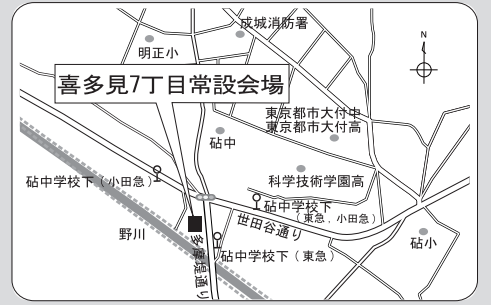 成城消防署
N
明正小
喜多見7丁目常設会場
東京都市大付中
東京都市大付高
砧中
砧中学校下（小田急）
科学技術学園高
砧中学校下
（東急，小田急）
世田谷通り
野川
多摩堤通り
砧中学校下（東急）
砧小